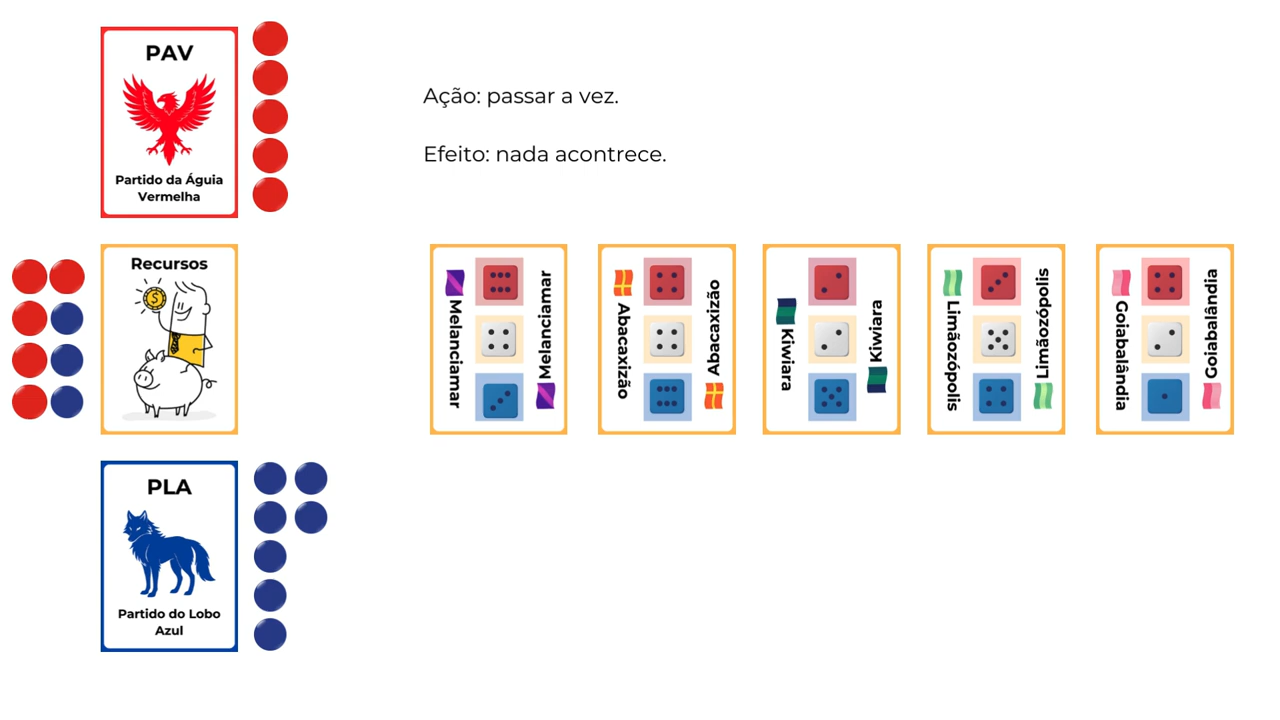 PAV
Partido da Águia
Vermelha
Ação: passar a vez.
Efeito: nada acontrece.
Recursos
$
Melanciamar
Melanciamar
Abacaxizão
Abacaxizão
Kiwiara
Kiwiara
Limãozópolis
Limãozópolis
Goiabalândia
Goiabalândia
PLA
Partido do Lobo
Azul